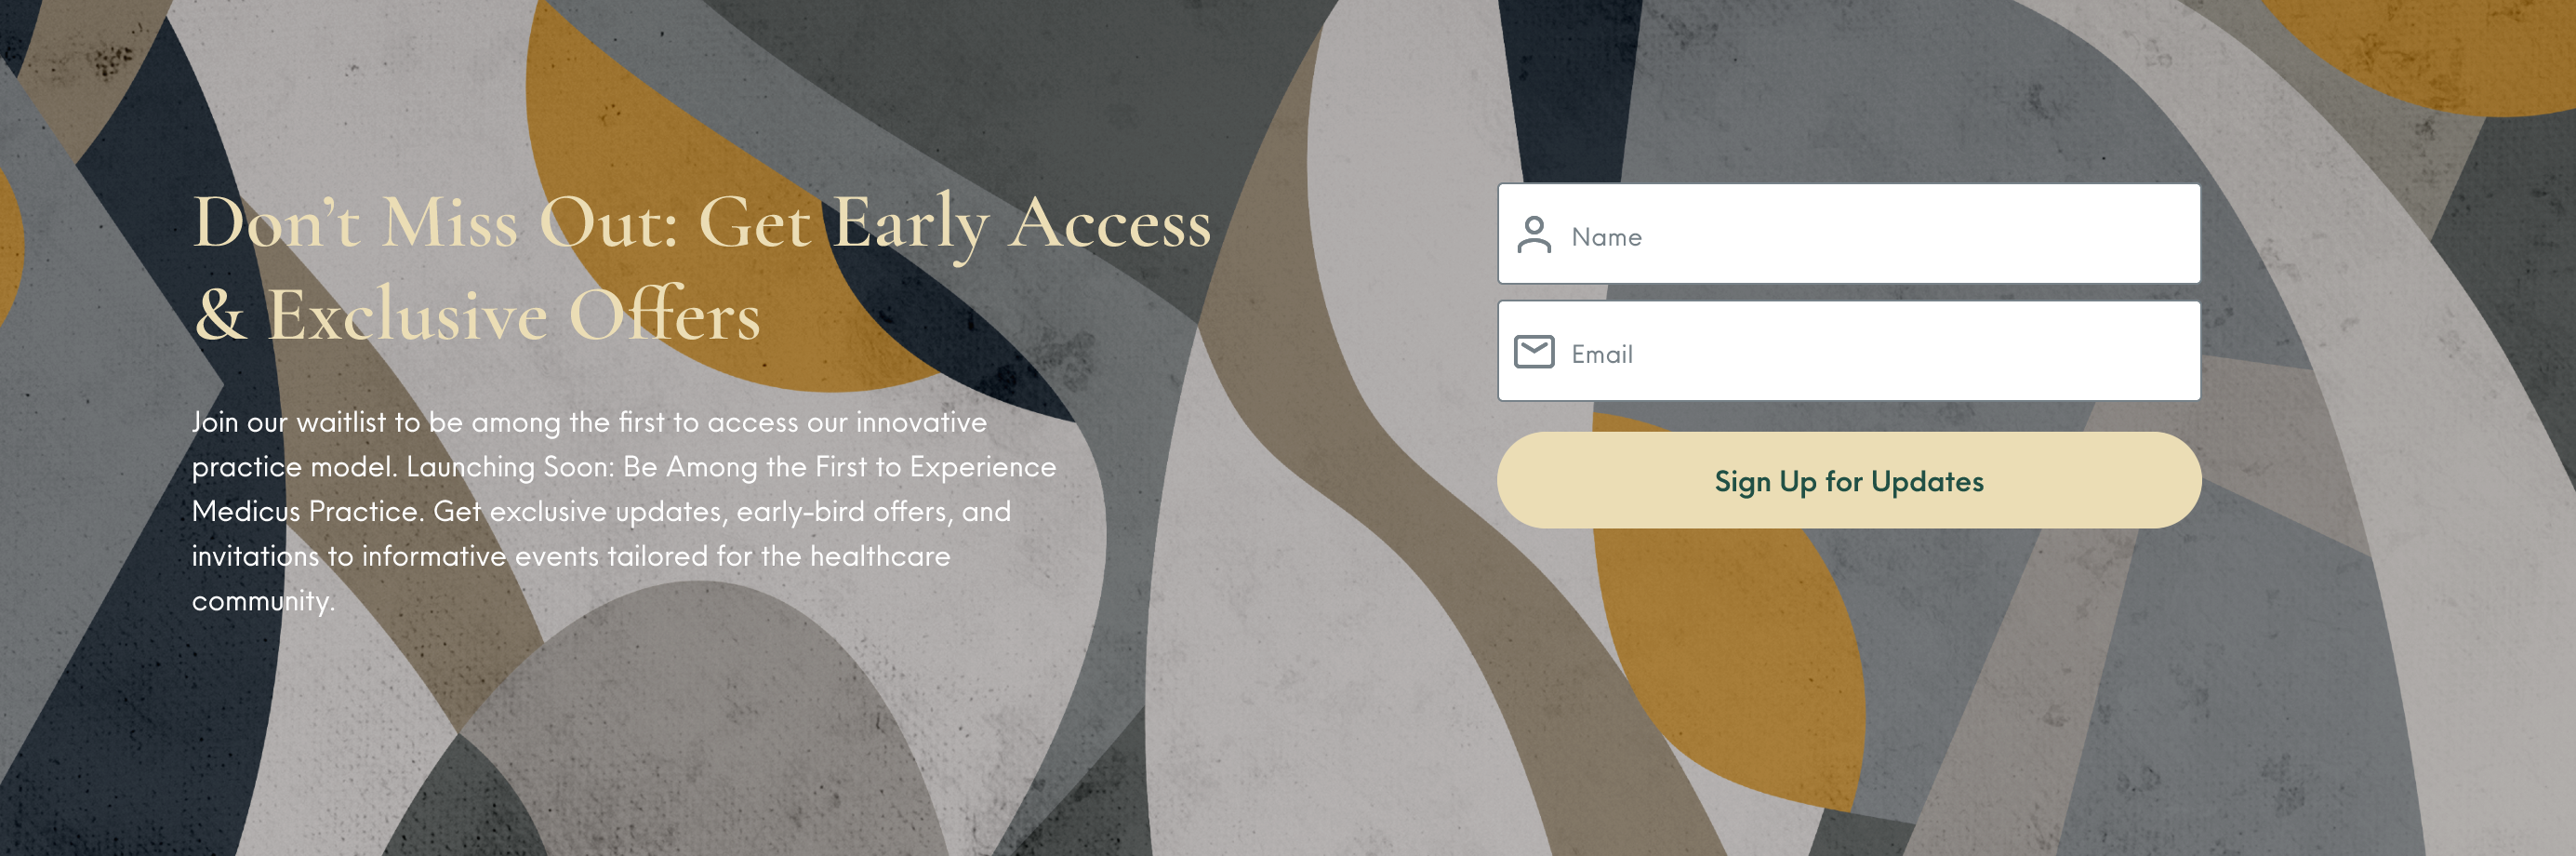 Don’t Miss Out: Get Early Access
& Exclusive Offers
Join our waitlist to be among the first to access our innovative
practice model. Launching Soon: Be Among the First to Experience
Medicus Practice. Get exclusive updates, early-bird offers, and
invitations to informative events tailored for the healthcare
community.
Name
Email
Sign Up for Updates